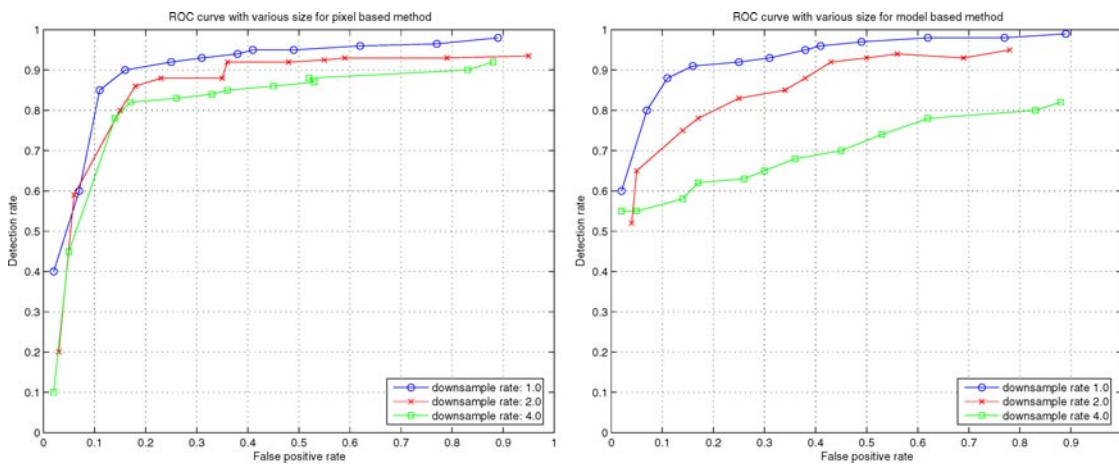 ROC curve with various size for pixel based method
1
0.9
0.8
0.7
0.6
0.5
0.4
0.3
0.2
0.1
0
Detection rate
0 0.1 0.2 0.3 0.4 0.5 0.6 0.7 0.8 0.9 1
False positive rate
downsample rate: 1.0
downsample rate: 2.0
downsample rate: 4.0
ROC curve with various size for model based method
1
0.9
0.8
0.7
0.6
0.5
0.4
0.3
0.2
0.1
0
Detection rate
0 0.1 0.2 0.3 0.4 0.5 0.6 0.7 0.8 0.9
False positive rate
downsample rate 1.0
downsample rate 2.0
downsample rate 4.0